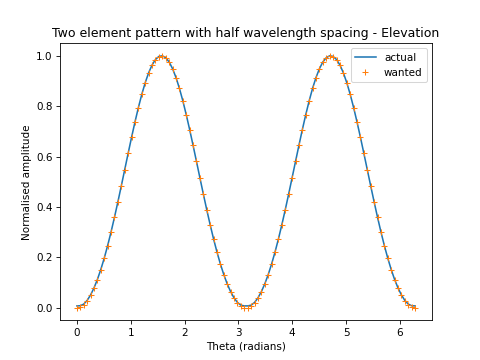 Two element pattern with half wavelength spacing - Elevation
actual
wanted
Normalised amplitude
1.0
0.8
0.6
0.4
0.2
0.0
0 1 2 3 4 5 6
Theta (radians)